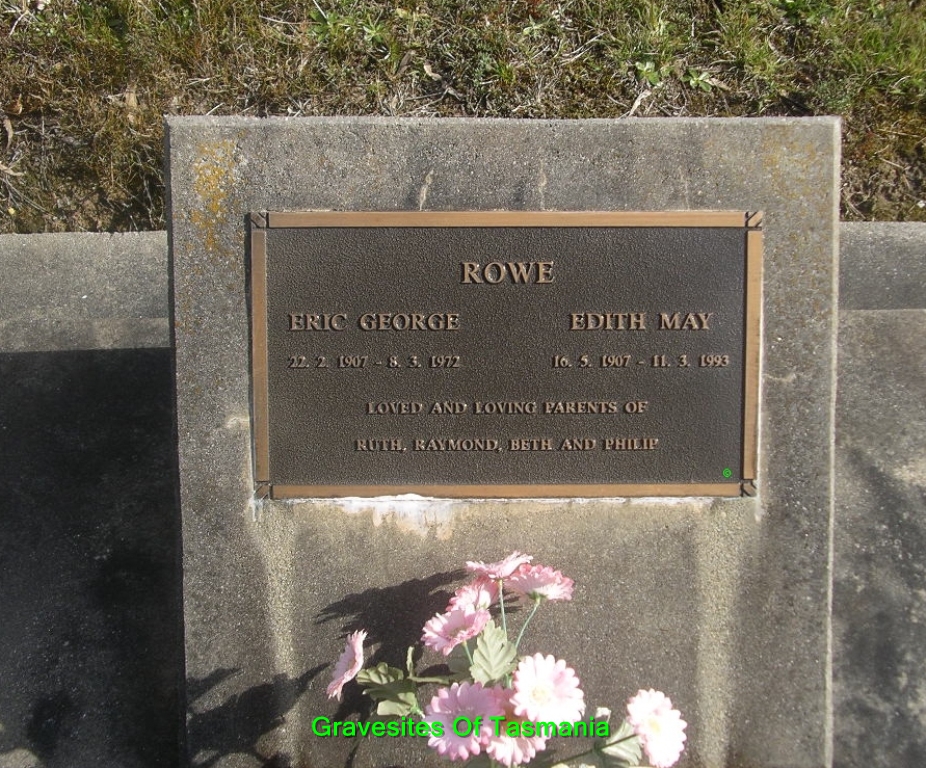 ROWE
ERIC GEORGE EDITH MAY
22. 2. 1907 - 8. 3. 1972 16. 5. 1907 - 11. 3. 1993
LOVED AND LOVING PARENTS OF
RUTH, RAYMOND, BETH AND PHILIP
©
Gravesites Of Tasmania